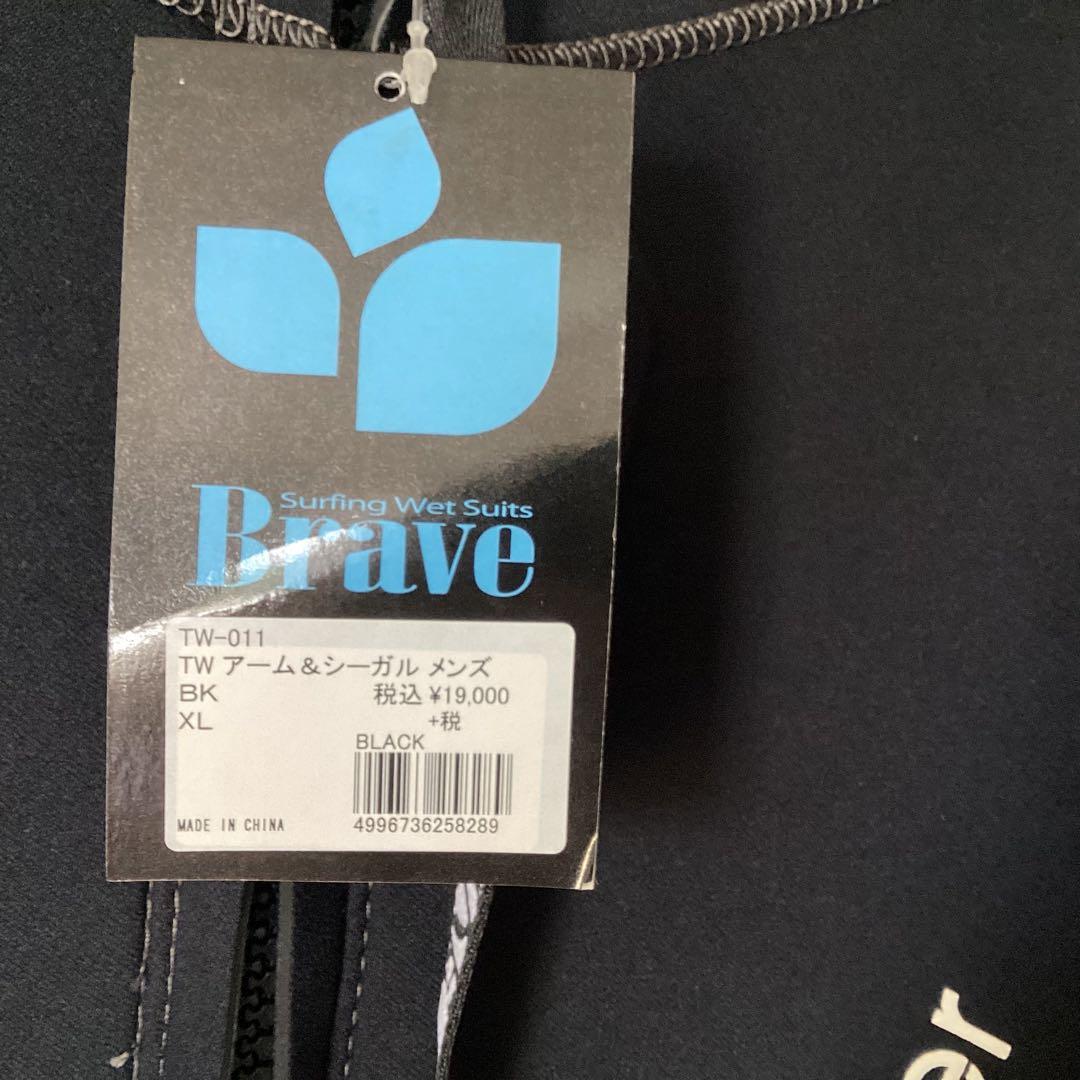 Surfing Wet Suits
Brave
TW-011
TW アーム&シーガル メンズ
BK 税込 ¥19,000
XL +税
BLACK
MADE IN CHINA 4996736258289
er